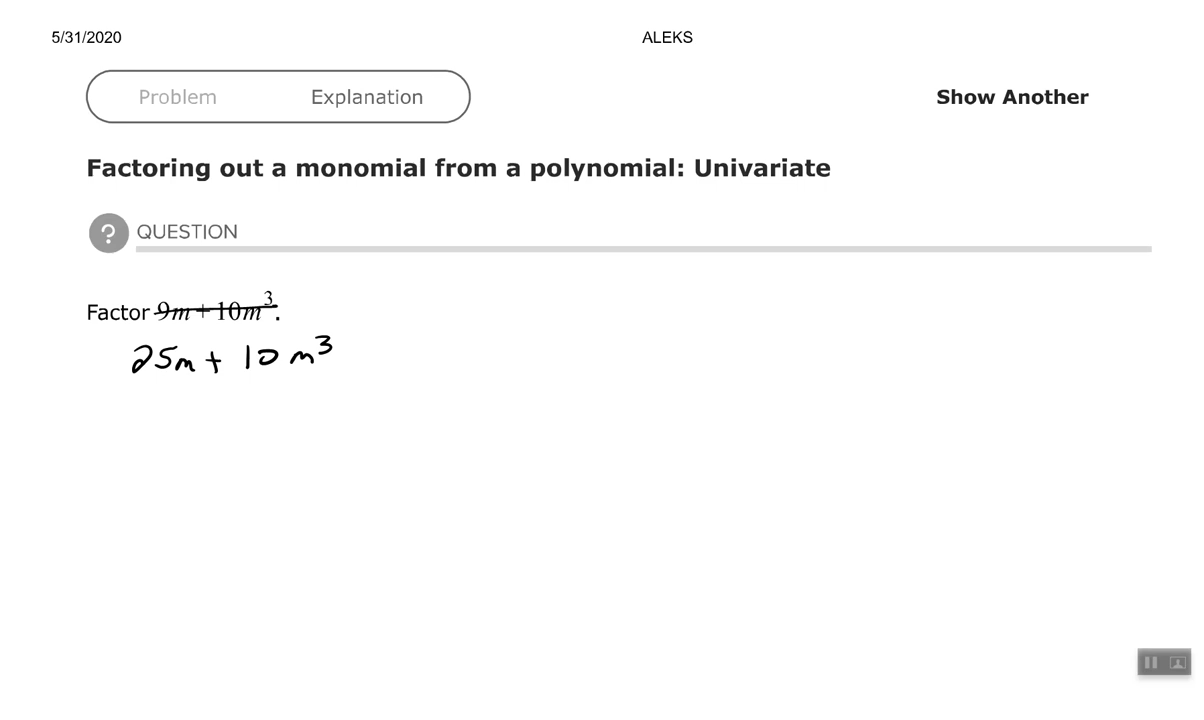 5/31/2020 ALEKS
Problem Explanation Show Another
Factoring out a monomial from a polynomial: Univariate
? QUESTION
Factor 9m + 10m³.
25m + 10m³